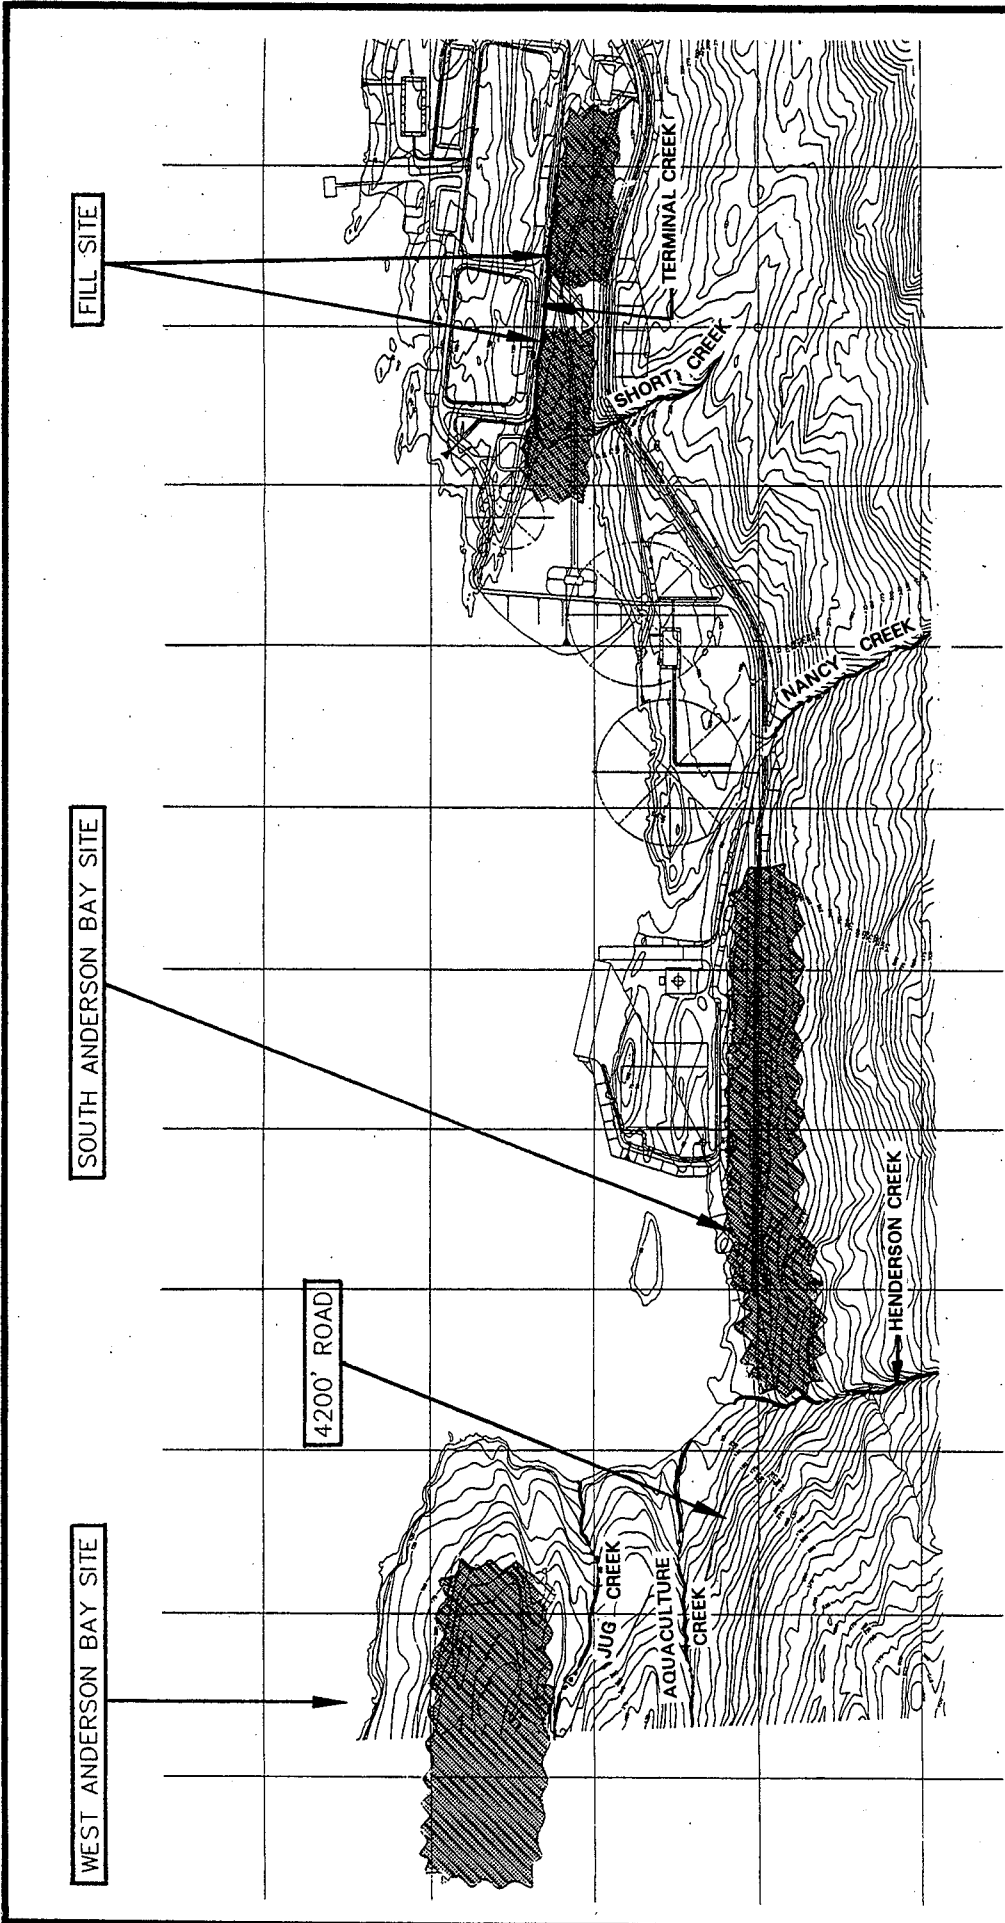 WEST ANDERSON BAY SITE
SOUTH ANDERSON BAY SITE
FILL SITE
4200' ROAD
JUG CREEK
AQUACULTURE
CREEK
HENDERSON CREEK
NANCY CREEK
SHORT CREEK
TERMINAL CREEK